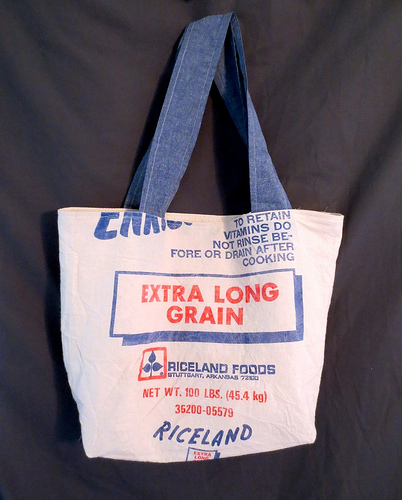 TO RETAIN
VITAMINS DO
NOT RINSE BE-
FORE OR DRAIN AFTER
COOKING
EXTRA LONG
GRAIN
RICELAND FOODS
STUTTGART, ARKANSAS 72160
NET WT. 100 LBS. (45.4 kg)
35200-05579
RICELAND
EXTRA
LONG